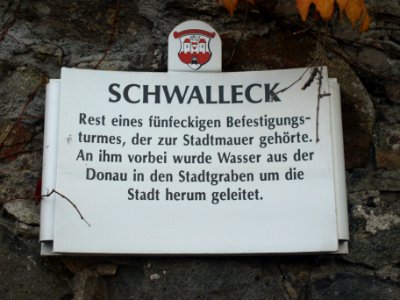 SCHWALLECK
Rest eines fünfeckigen Befestigungs-
turmes, der zur Stadtmauer gehörte.
An ihm vorbei wurde Wasser aus der
Donau in den Stadtgraben um die
Stadt herum geleitet.